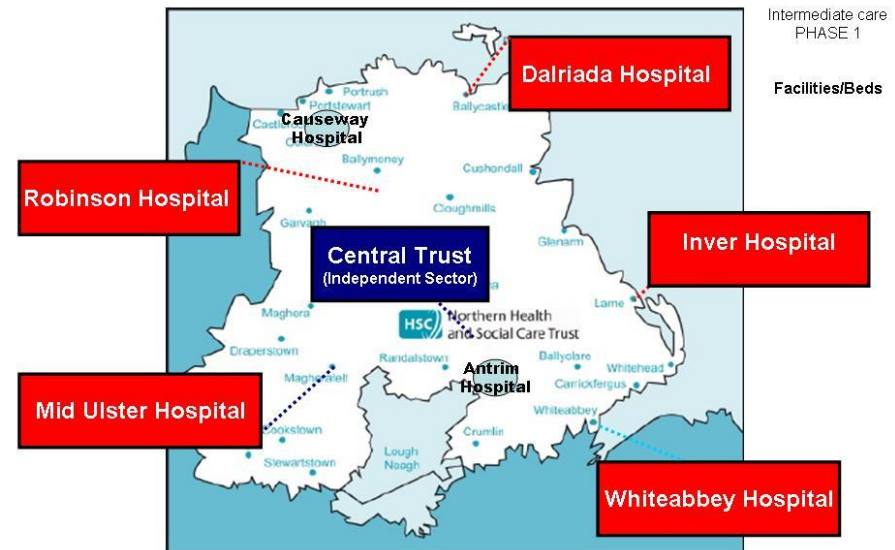 Intermediate care
PHASE 1
Facilities/Beds
Dalriada Hospital
Portrush
Portstewart
Ballycastle
Causeway
Hospital
Ballymoney
Cushendall
Robinson Hospital
Cloughmills
Garvagh
Glenarm
Inver Hospital
Central Trust
(Independent Sector)
Larne
Maghera
HSC
Northern Health
and Social Care Trust
Draperstown
Randalstown
Ballyclare
Whitehead
Antrim
Hospital
Magherafelt
Carrickfergus
Mid Ulster Hospital
Whiteabbey
Cookstown
Crumlin
Lough
Neagh
Stewartstown
Whiteabbey Hospital